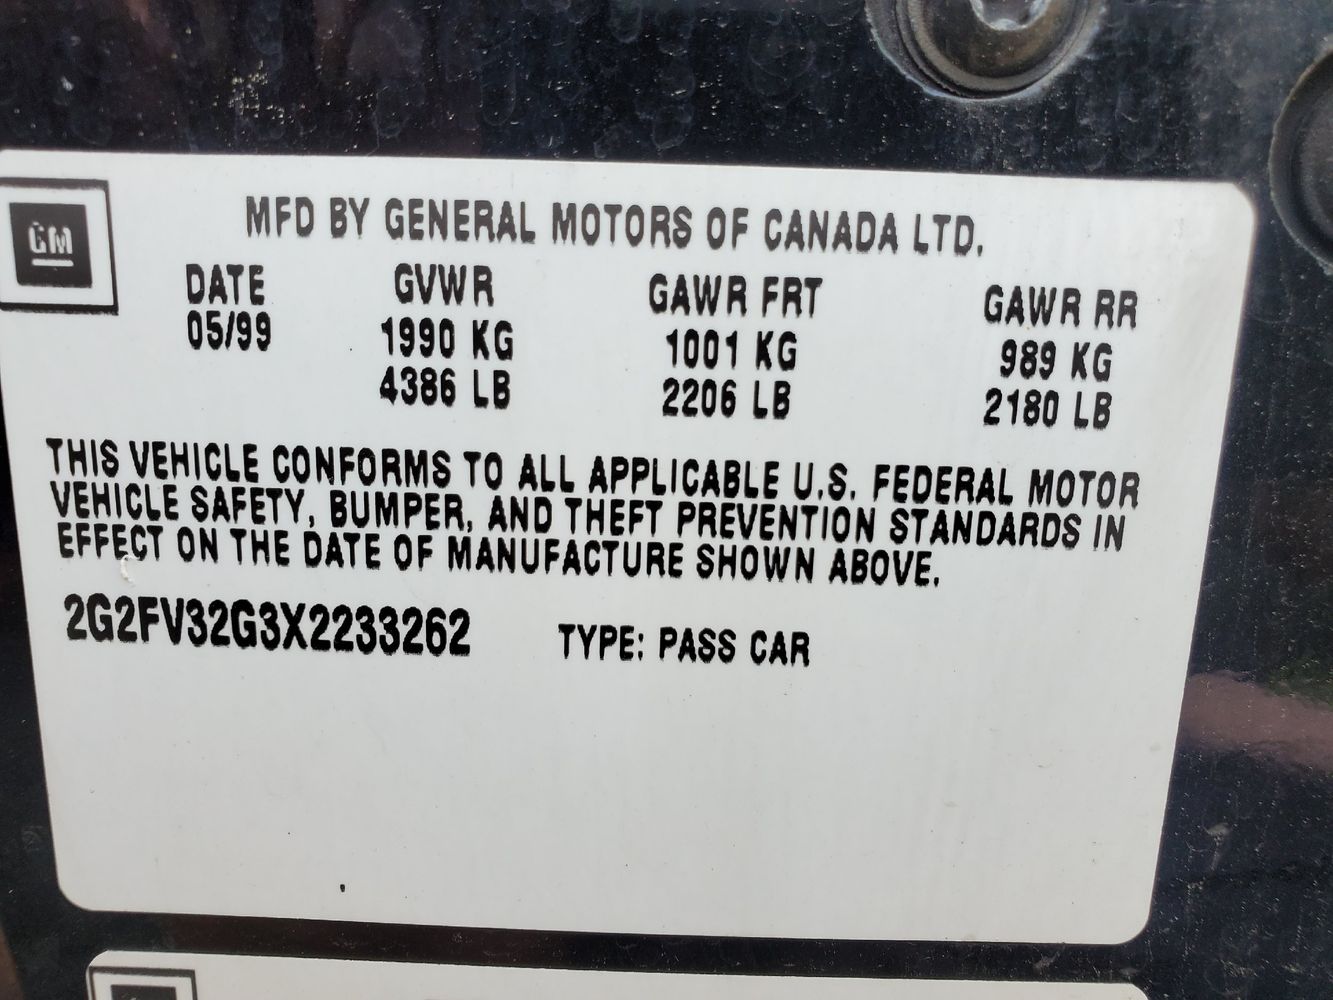 GM
MFD BY GENERAL MOTORS OF CANADA LTD.
DATE GVWR GAWR FRT GAWR RR
05/99 1990 KG 1001 KG 989 KG
4386 LB 2206 LB 2180 LB
THIS VEHICLE CONFORMS TO ALL APPLICABLE U.S. FEDERAL MOTOR
VEHICLE SAFETY, BUMPER, AND THEFT PREVENTION STANDARDS IN
EFFECT ON THE DATE OF MANUFACTURE SHOWN ABOVE.
2G2FV32G3X2233262 TYPE: PASS CAR